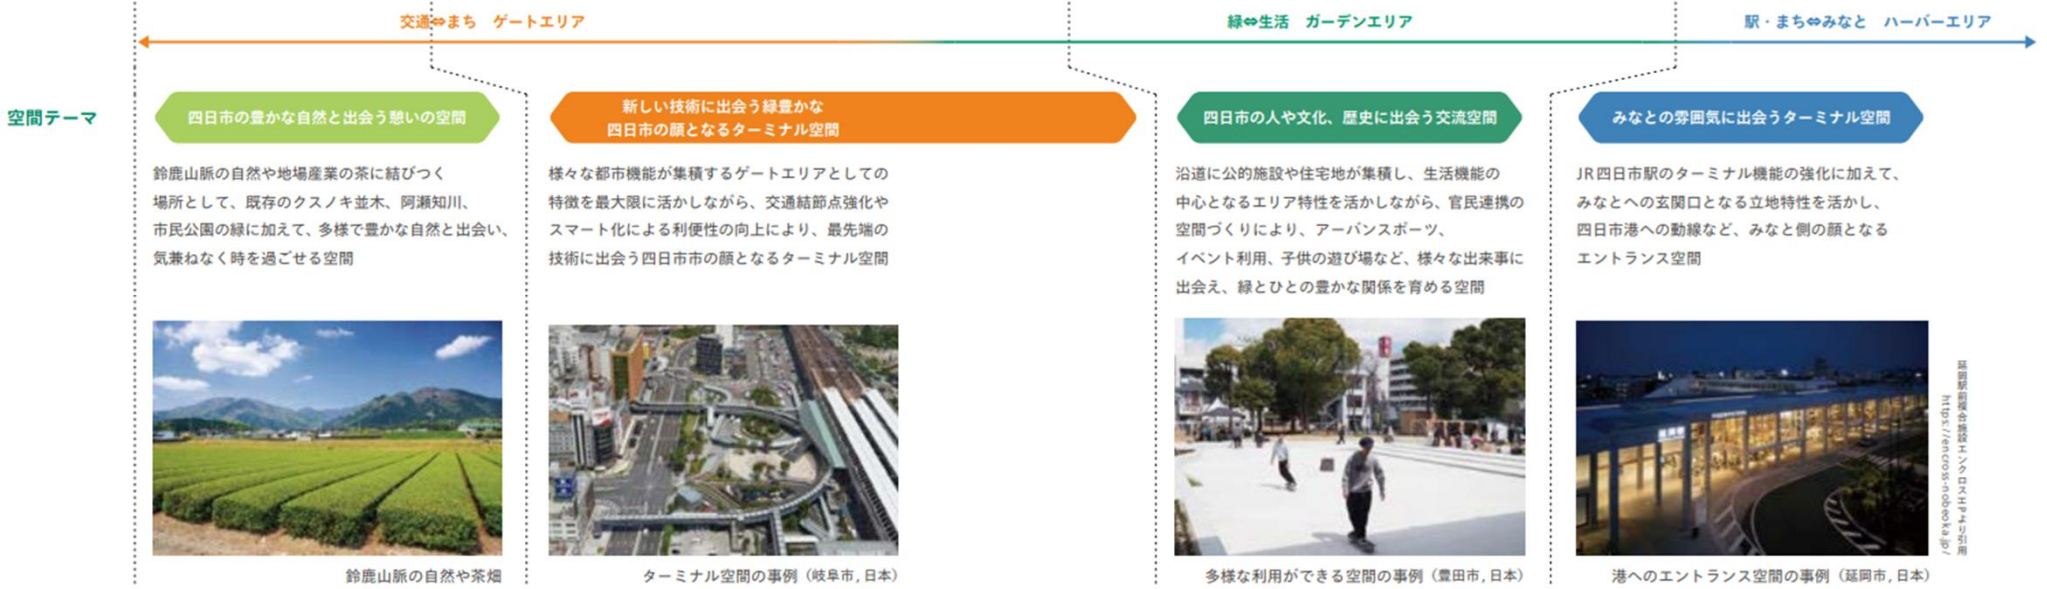 交通⇔まち　ゲートエリア
緑⇔生活　ガーデンエリア
駅・まち⇔みなと　ハーバーエリア
空間テーマ
四日市の豊かな自然と出会う憩いの空間
鈴鹿山脈の自然や地場産業の茶に結びつく
場所として、既存のクスノキ並木、阿瀬知川、
市民公園の緑に加えて、多様で豊かな自然と出会い、
気兼ねなく時を過ごせる空間
鈴鹿山脈の自然や茶畑
新しい技術に出会う緑豊かな
四日市の顔となるターミナル空間
様々な都市機能が集積するゲートエリアとしての
特徴を最大限に活かしながら、交通結節点強化や
スマート化による利便性の向上により、最先端の
技術に出会う四日市市の顔となるターミナル空間
ターミナル空間の事例（岐阜市,日本）
四日市の人や文化、歴史に出会う交流空間
沿道に公的施設や住宅地が集積し、生活機能の
中心となるエリア特性を活かしながら、官民連携の
空間づくりにより、アーバンスポーツ、
イベント利用、子供の遊び場など、様々な出来事に
出会え、緑とひとの豊かな関係を育める空間
多様な利用ができる空間の事例（豊田市,日本）
みなとの雰囲気に出会うターミナル空間
JR四日市駅のターミナル機能の強化に加えて、
みなとへの玄関口となる立地特性を活かし、
四日市港への動線など、みなと側の顔となる
エントランス空間
延岡駅前複合施設エンクロスHPより引用
https://encross-nobeoka.jp/
港へのエントランス空間の事例（延岡市,日本）